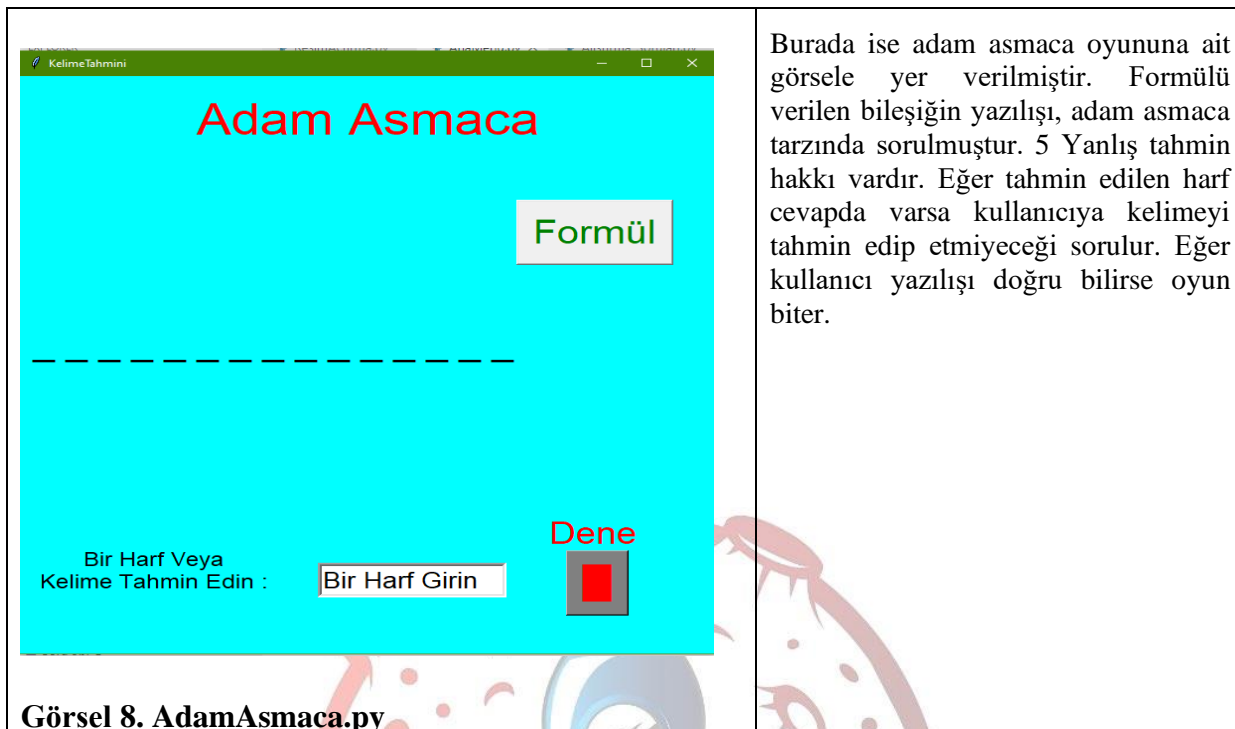 KelimeTahmini
Adam Asmaca
Formül
_ _ _ _ _ _ _ _ _ _ _ _ _ _ _
Dene
Bir Harf Veya
Kelime Tahmin Edin :
Bir Harf Girin
Görsel 8. AdamAsmaca.py
Burada ise adam asmaca oyununa ait
görsele yer verilmiştir. Formülü
verilen bileşiğin yazılışı, adam asmaca
tarzında sorulmuştur. 5 Yanlış tahmin
hakkı vardır. Eğer tahmin edilen harf
cevapda varsa kullanıcıya kelimeyi
tahmin edip etmiyeceği sorulur. Eğer
kullanıcı yazılışı doğru bilirse oyun
biter.